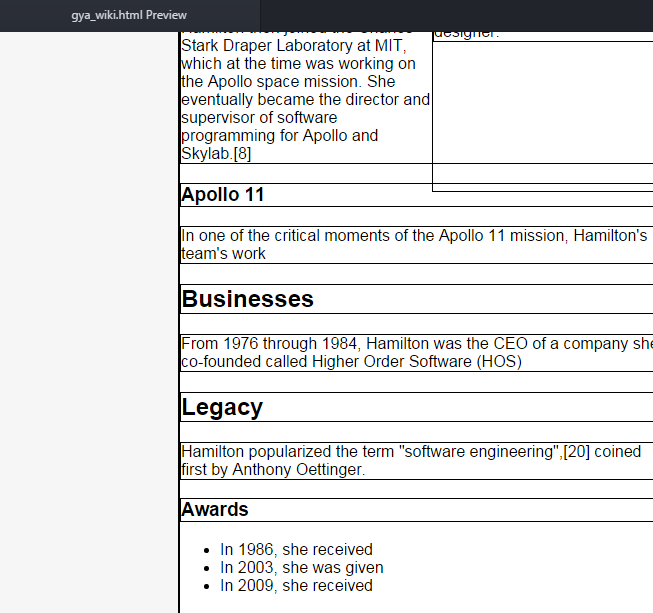 gya_wiki.html Preview
Hamilton then joined the Charles
Stark Draper Laboratory at MIT,
which at the time was working on
the Apollo space mission. She
eventually became the director and
supervisor of software
programming for Apollo and
Skylab.[8]
designer.
Apollo 11
In one of the critical moments of the Apollo 11 mission, Hamilton's
team's work
Businesses
From 1976 through 1984, Hamilton was the CEO of a company she
co-founded called Higher Order Software (HOS)
Legacy
Hamilton popularized the term "software engineering",[20] coined
first by Anthony Oettinger.
Awards
In 1986, she received
In 2003, she was given
In 2009, she received